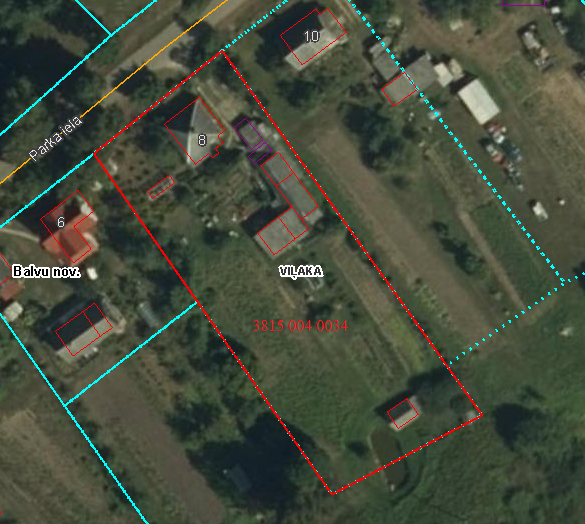 10
Parka iela
8
6
Balvu nov.
VIĻAKA
3815 004 0034